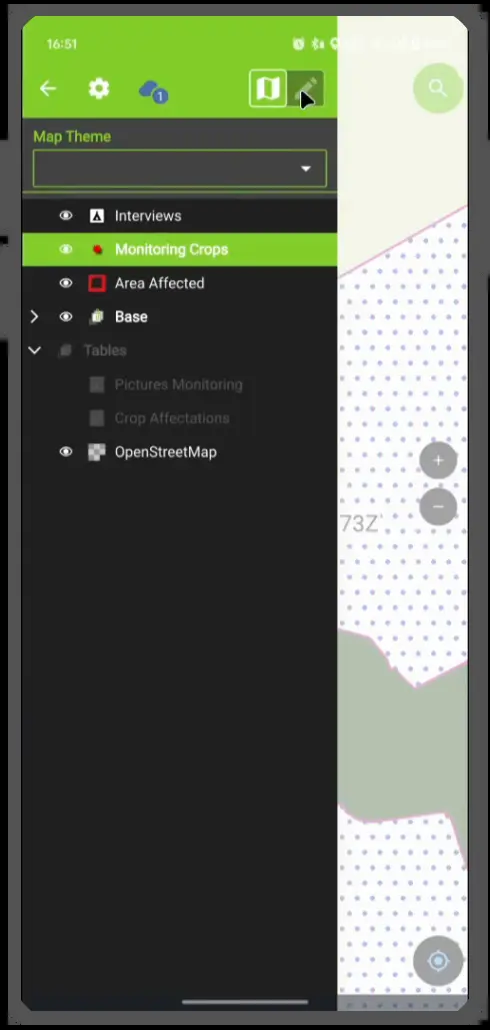 16:51
1
Map Theme
Interviews
Monitoring Crops
Area Affected
Base
Tables
Pictures Monitoring
Crop Affectations
OpenStreetMap
73Z